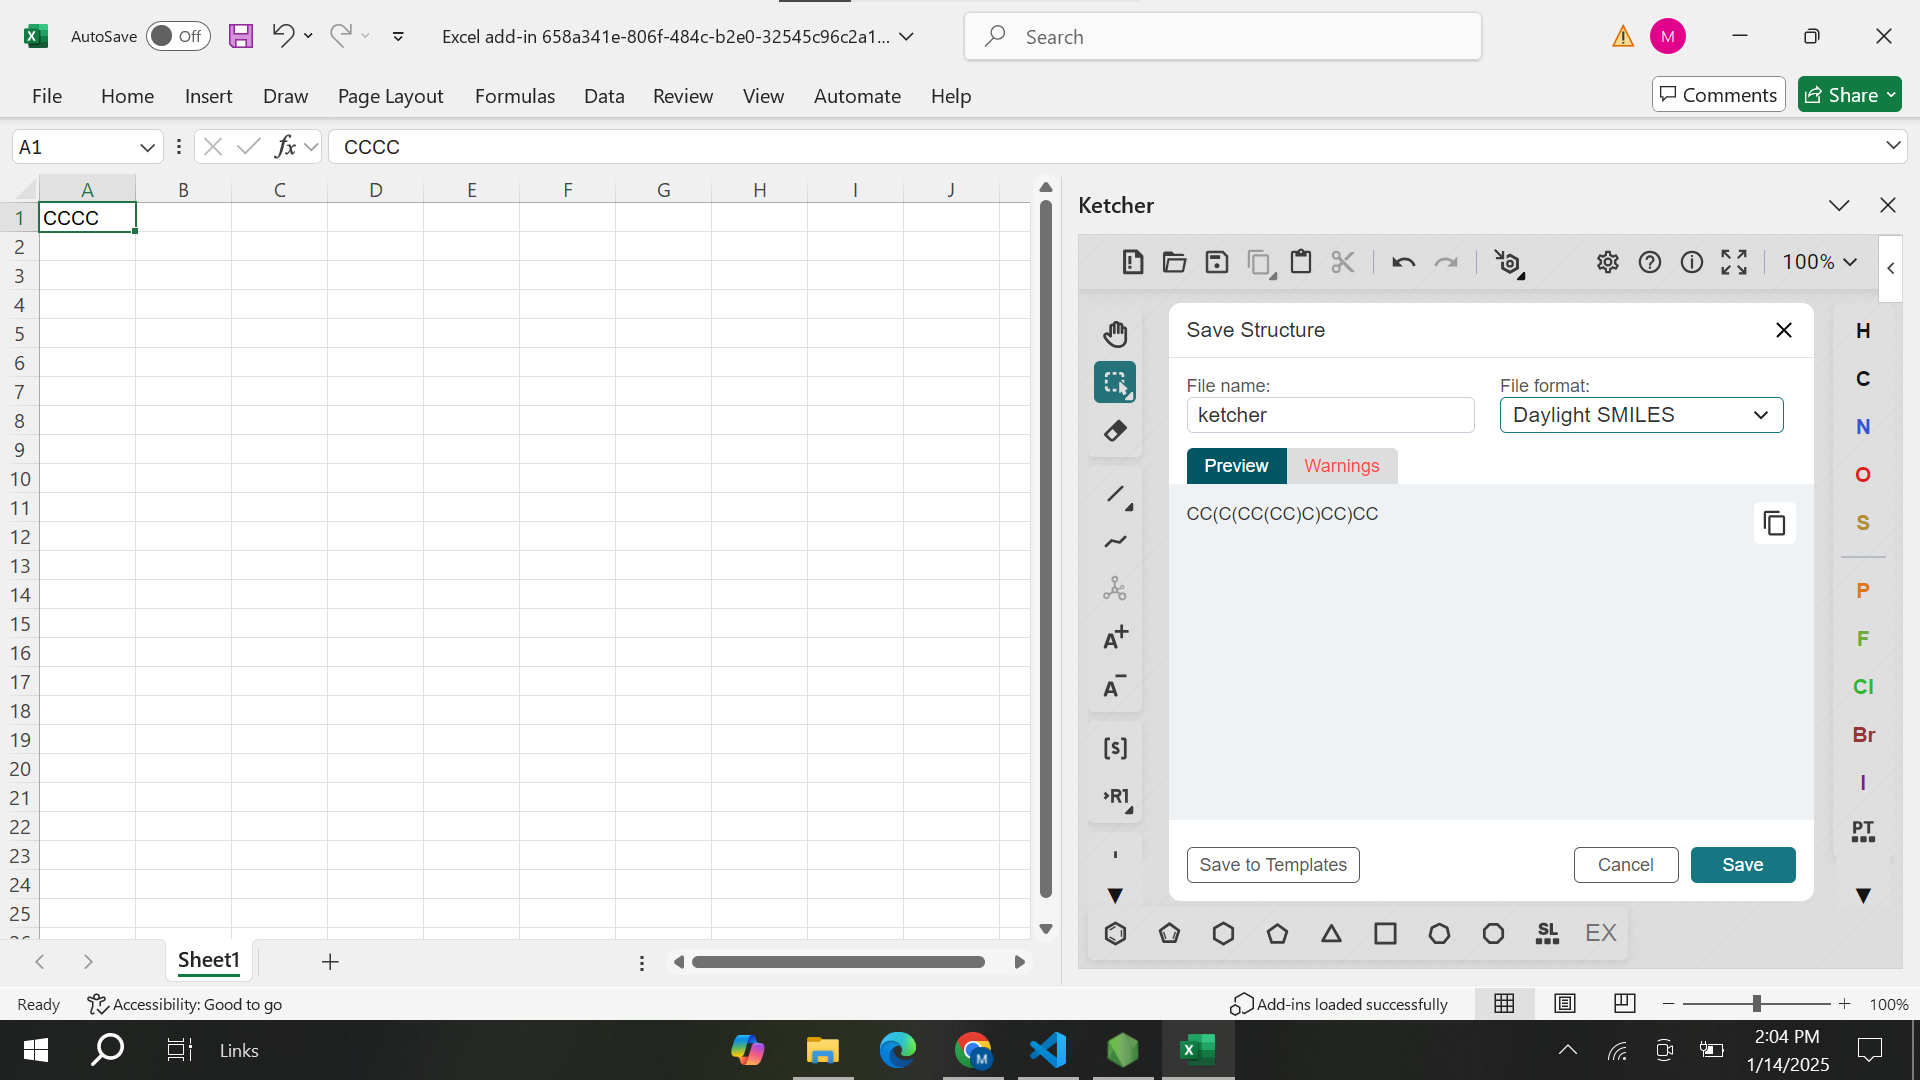 AutoSave Off Excel add-in 658a341e-806f-484c-b2e0-32545c96c2a1... Search M
File Home Insert Draw Page Layout Formulas Data Review View Automate Help Comments Share
A1 fx CCCC
A B C D E F G H I J
Ketcher
1 CCCC
2
3
4
5
6
7
8
9
10
11
12
13
14
15
16
17
18
19
20
21
22
23
24
25
100%
Save Structure
File name: File format:
ketcher Daylight SMILES
Preview Warnings
CC(C(CC(CC)C)CC)CC
Save to Templates Cancel Save
A+
A-
[S]
R1
H
C
N
O
S
P
F
Cl
Br
I
PT
SL EX
Sheet1
Ready Accessibility: Good to go Add-ins loaded successfully 100%
Links M 2:04 PM
1/14/2025